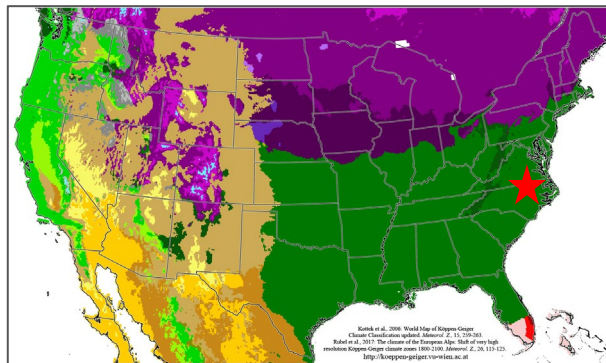 Kottek et al., 2006: World Map of Köppen-Geiger
Climate Classification updated. Meteorol. Z., 15, 259-263.
Rubel et al., 2017: The climate of the European Alps: Shift of very high
resolution Köppen-Geiger climate zones 1800-2100. Meteorol. Z., 26, 115-125.
http://koeppen-geiger.vu-wien.ac.at